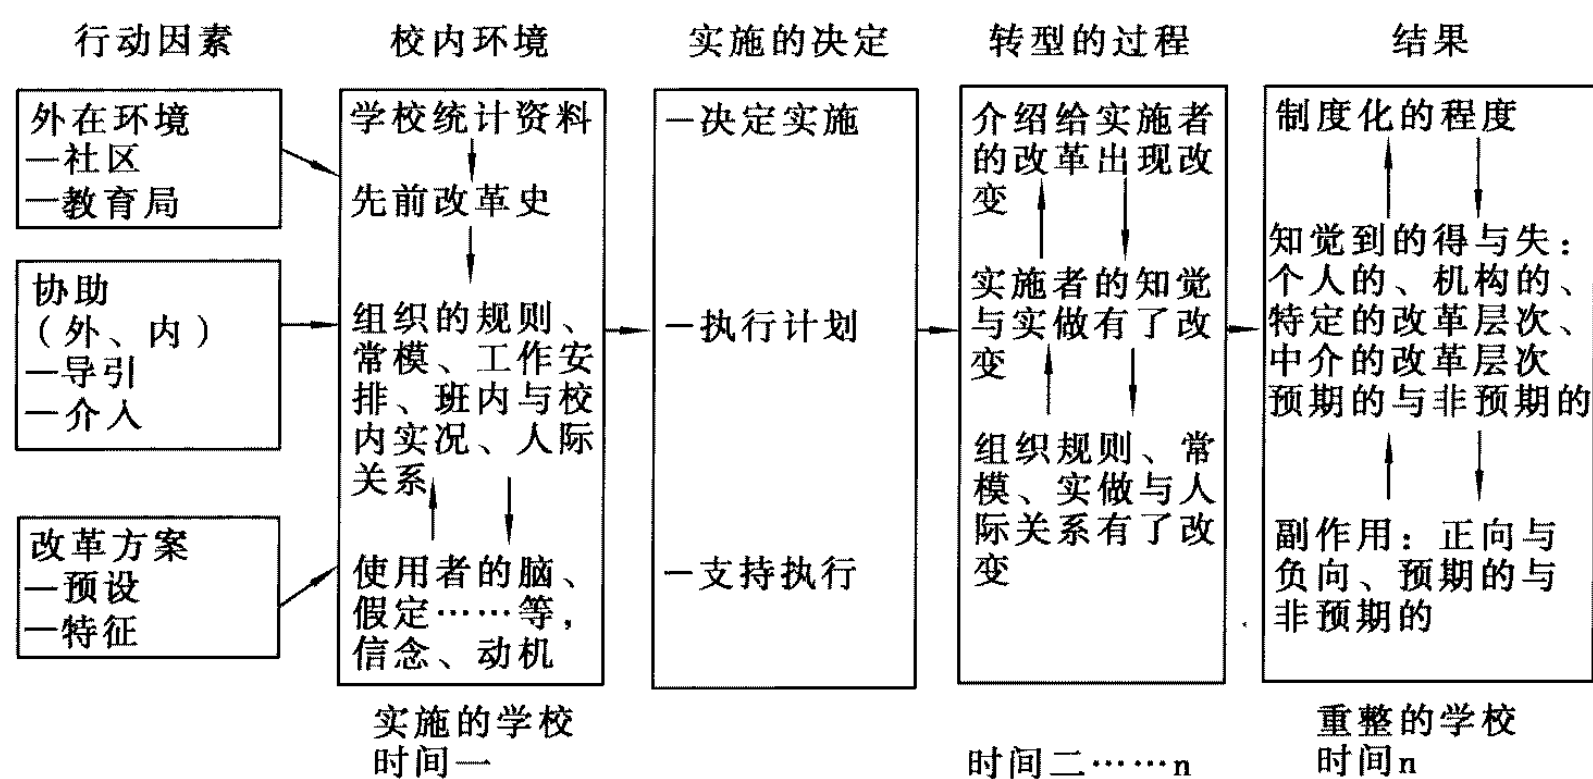 行动因素
校内环境
实施的决定
转型的过程
结果
外在环境
—社区
—教育局
协助
(外、内)
—导引
—介入
改革方案
—预设
—特征
学校统计资料
先前改革史
组织的规则、
常模、工作安
排、班内与校
内实况、人际
关系
使用者的脑、
假定……等，
信念、动机
实施的学校
时间一
—决定实施
—执行计划
—支持执行
介绍给实施者
的改革出现改
变
实施者的知觉
与实做有了改
变
组织规则、常
模、实做与人
际关系有了改
变
时间二……n
制度化的程度
知觉到的得与失：
个人的、机构的、
特定的改革层次、
中介的改革层次
预期的与非预期的
副作用：正向与
负向、预期的与
非预期的
重整的学校
时间n